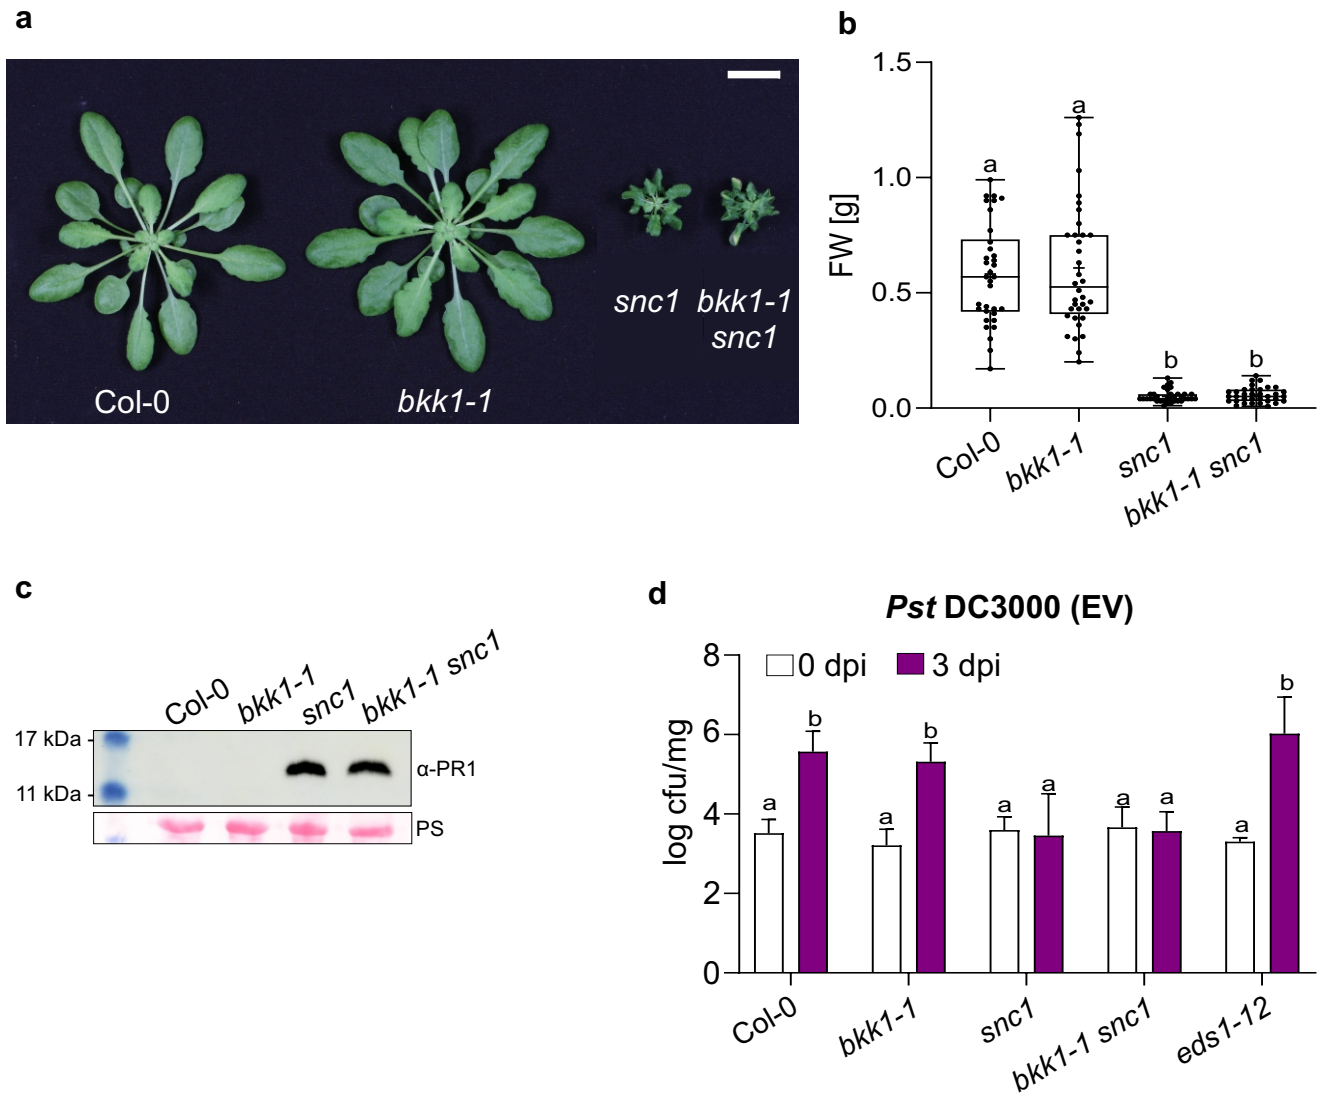 a
Col-0
bkk1-1
snc1 bkk1-1
snc1
b
FW [g]
1.5
1.0
0.5
0.0
a
a
b
b
Col-0
bkk1-1
snc1
bkk1-1 snc1
c
Col-0
bkk1-1
snc1
bkk1-1 snc1
17 kDa
11 kDa
α-PR1
PS
d
Pst DC3000 (EV)
0 dpi
3 dpi
log cfu/mg
8
6
4
2
0
a
b
a
b
a
a
a
a
a
b
Col-0
bkk1-1
snc1
bkk1-1 snc1
eds1-12